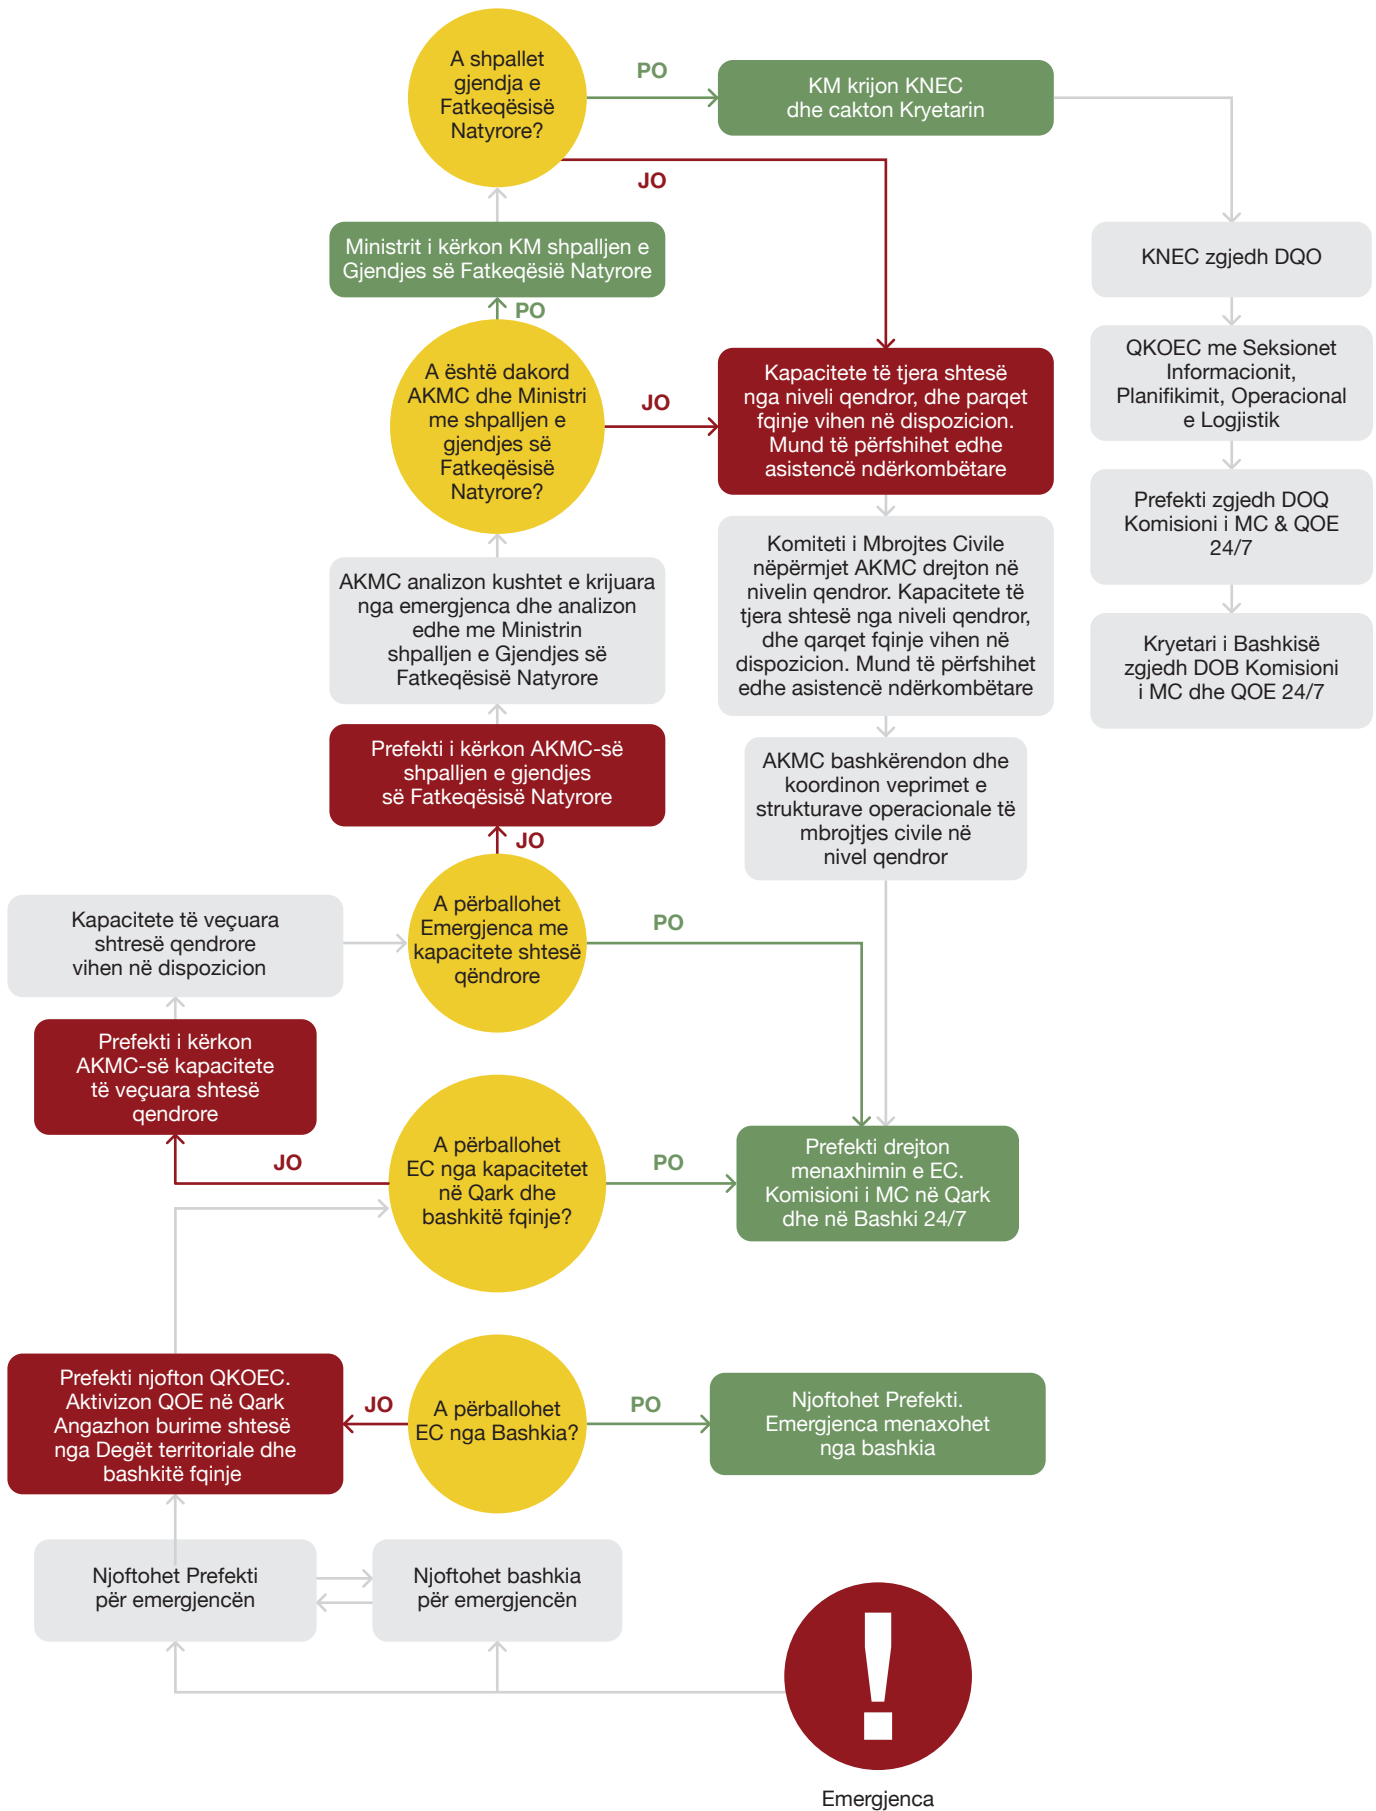 A shpallet
gjendja e
Fatkeqësisë
Natyrore?
PO
KM krijon KNEC
dhe cakton Kryetarin
JO
Ministrit i kërkon KM shpalljen e
Gjendjes së Fatkeqësië Natyrore
KNEC zgjedh DQO
PO
QKOEC me Seksionet
Informacionit,
Planifikimit, Operacional
e Logjistik
A është dakord
AKMC dhe Ministri
me shpalljen e
gjendjes së
Fatkeqësisë
Natyrore?
JO
Kapacitete të tjera shtesë
nga niveli qendror, dhe parqet
fqinje vihen në dispozicion.
Mund të përfshihet edhe
asistencë ndërkombëtare
Prefekti zgjedh DOQ
Komisioni i MC & QOE
24/7
AKMC analizon kushtet e krijuara
nga emergjenca dhe analizon
edhe me Ministrin
shpalljen e Gjendjes së
Fatkeqësisë Natyrore
Komiteti i Mbrojtes Civile
nëpërmjet AKMC drejton në
nivelin qendror. Kapacitete të
tjera shtesë nga niveli qendror,
dhe qarqet fqinje vihen në
dispozicion. Mund të përfshihet
edhe asistencë ndërkombëtare
Kryetari i Bashkisë
zgjedh DOB Komisioni
i MC dhe QOE 24/7
Prefekti i kërkon AKMC-së
shpalljen e gjendjes
së Fatkeqësisë Natyrore
AKMC bashkërendon dhe
koordinon veprimet e
strukturave operacionale të
mbrojtjes civile në
nivel qendror
JO
Kapacitete të veçuara
shtresë qendrore
vihen në dispozicion
A përballohet
Emergjenca me
kapacitete shtesë
qëndrore
PO
Prefekti i kërkon
AKMC-së kapacitete
të veçuara shtesë
qendrore
JO
A përballohet
EC nga kapacitetet
në Qark dhe
bashkitë fqinje?
PO
Prefekti drejton
menaxhimin e EC.
Komisioni i MC në Qark
dhe në Bashki 24/7
Prefekti njofton QKOEC.
Aktivizon QOE në Qark
Angazhon burime shtesë
nga Degët territoriale dhe
bashkitë fqinje
JO
A përballohet
EC nga Bashkia?
PO
Njoftohet Prefekti.
Emergjenca menaxohet
nga bashkia
Njoftohet Prefekti
për emergjencën
Njoftohet bashkia
për emergjencën
!
Emergjenca